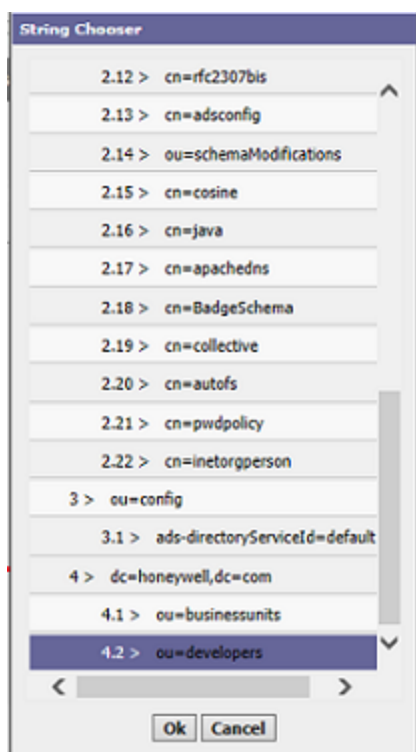 String Chooser
2.12 > cn=rfc2307bis
2.13 > cn=adsconfig
2.14 > ou=schemaModifications
2.15 > cn=cosine
2.16 > cn=java
2.17 > cn=apachedns
2.18 > cn=BadgeSchema
2.19 > cn=collective
2.20 > cn=autofs
2.21 > cn=pwdpolicy
2.22 > cn=inetorgperson
3 > ou=config
3.1 > ads-directoryServiceId=default
4 > dc=honeywell,dc=com
4.1 > ou=businessunits
4.2 > ou=developers
Ok Cancel